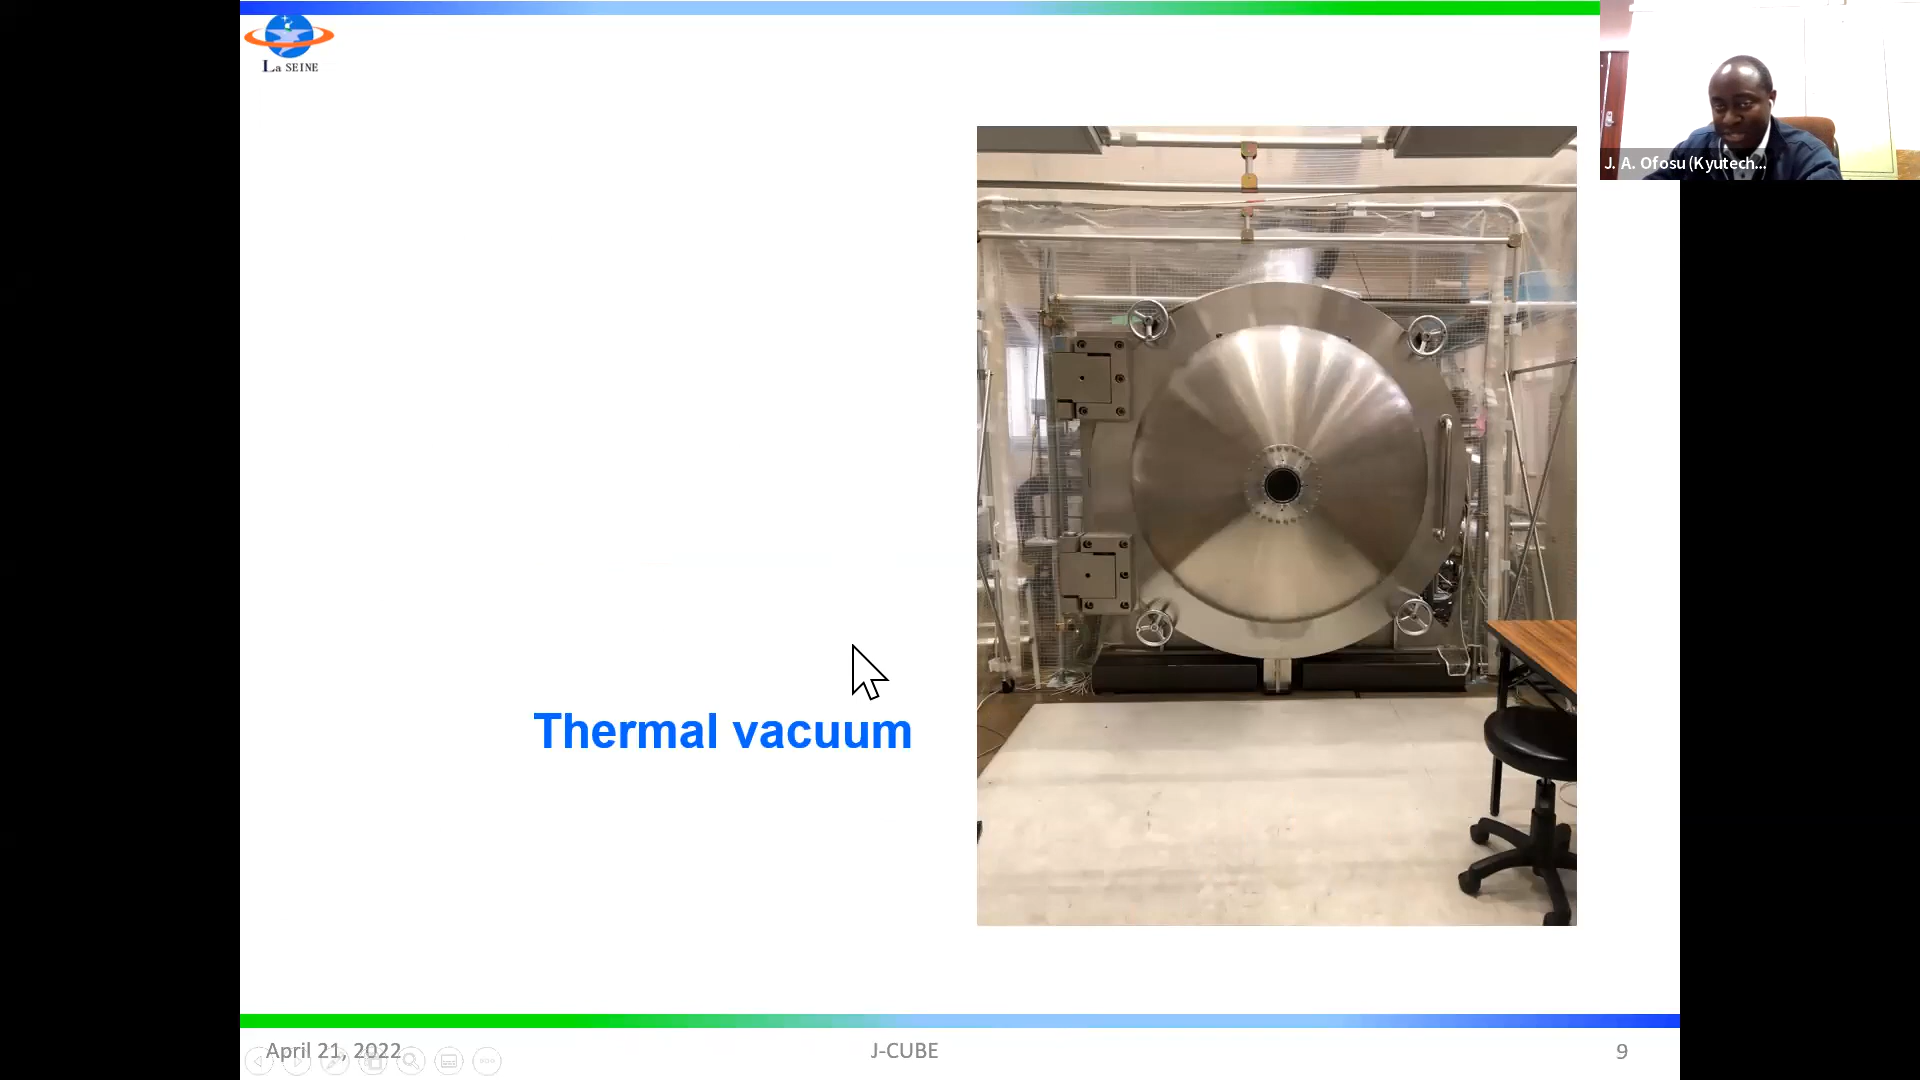 La SEINE
J. A. Ofosu (Kyutech...
Thermal vacuum
April 21, 2022
J-CUBE
9